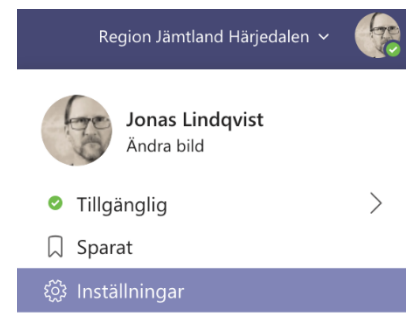 Region Jämtland Härjedalen
Jonas Lindqvist
Ändra bild
Tillgänglig
Sparat
Inställningar